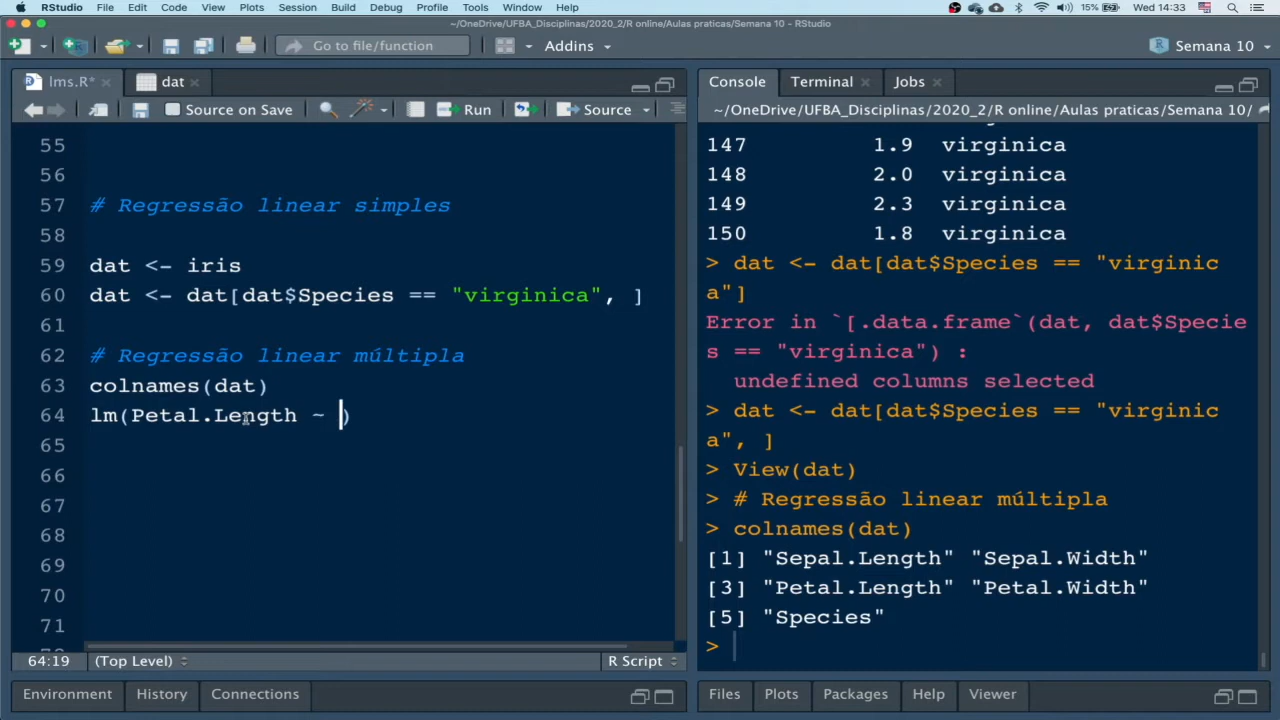 RStudio File Edit Code View Plots Session Build Debug Profile Tools Window Help 15% Wed 14:33
~/OneDrive/UFBA_Disciplinas/2020_2/R online/Aulas praticas/Semana 10 - RStudio
Go to file/function Addins Semana 10
lms.R* dat
Source on Save Run Source
55
56
57 # Regressão linear simples
58
59 dat <- iris
60 dat <- dat[dat$Species == "virginica", ]
61
62 # Regressão linear múltipla
63 colnames(dat)
64 lm(Petal.Length ~ )
65
66
67
68
69
70
71
64:19 (Top Level) R Script
Environment History Connections
Console Terminal Jobs
~/OneDrive/UFBA_Disciplinas/2020_2/R online/Aulas praticas/Semana 10/
147 1.9 virginica
148 2.0 virginica
149 2.3 virginica
150 1.8 virginica
> dat <- dat[dat$Species == "virginic
a"]
Error in `[.data.frame`(dat, dat$Specie
s == "virginica") :
undefined columns selected
> dat <- dat[dat$Species == "virginic
a", ]
> View(dat)
> # Regressão linear múltipla
> colnames(dat)
[1] "Sepal.Length" "Sepal.Width"
[3] "Petal.Length" "Petal.Width"
[5] "Species"
>
Files Plots Packages Help Viewer